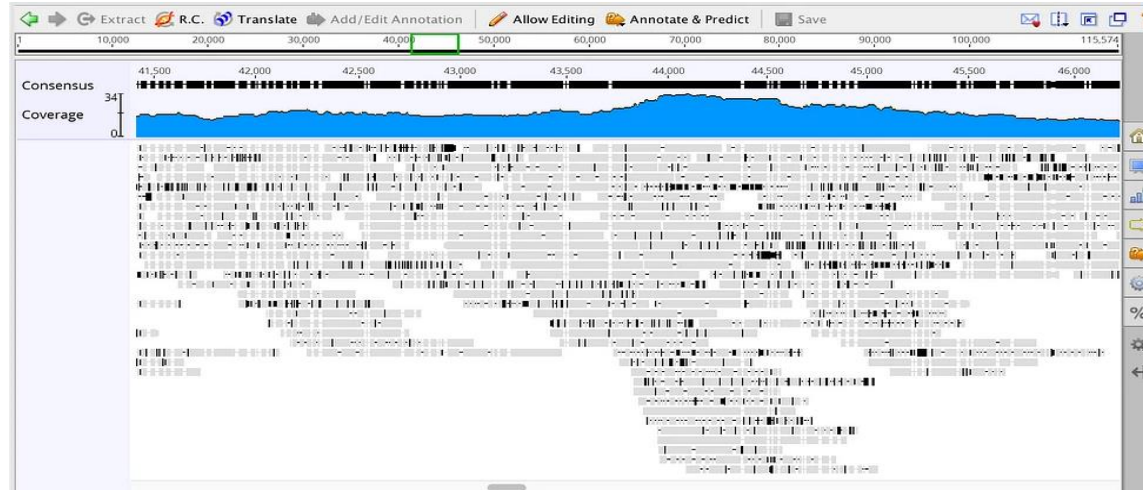 Extract R.C. Translate Add/Edit Annotation Allow Editing Annotate & Predict Save
1 10,000 20,000 30,000 40,000 50,000 60,000 70,000 80,000 90,000 100,000 115,574
41,500 42,000 42,500 43,000 43,500 44,000 44,500 45,000 45,500 46,000
Consensus
34
Coverage
0
%